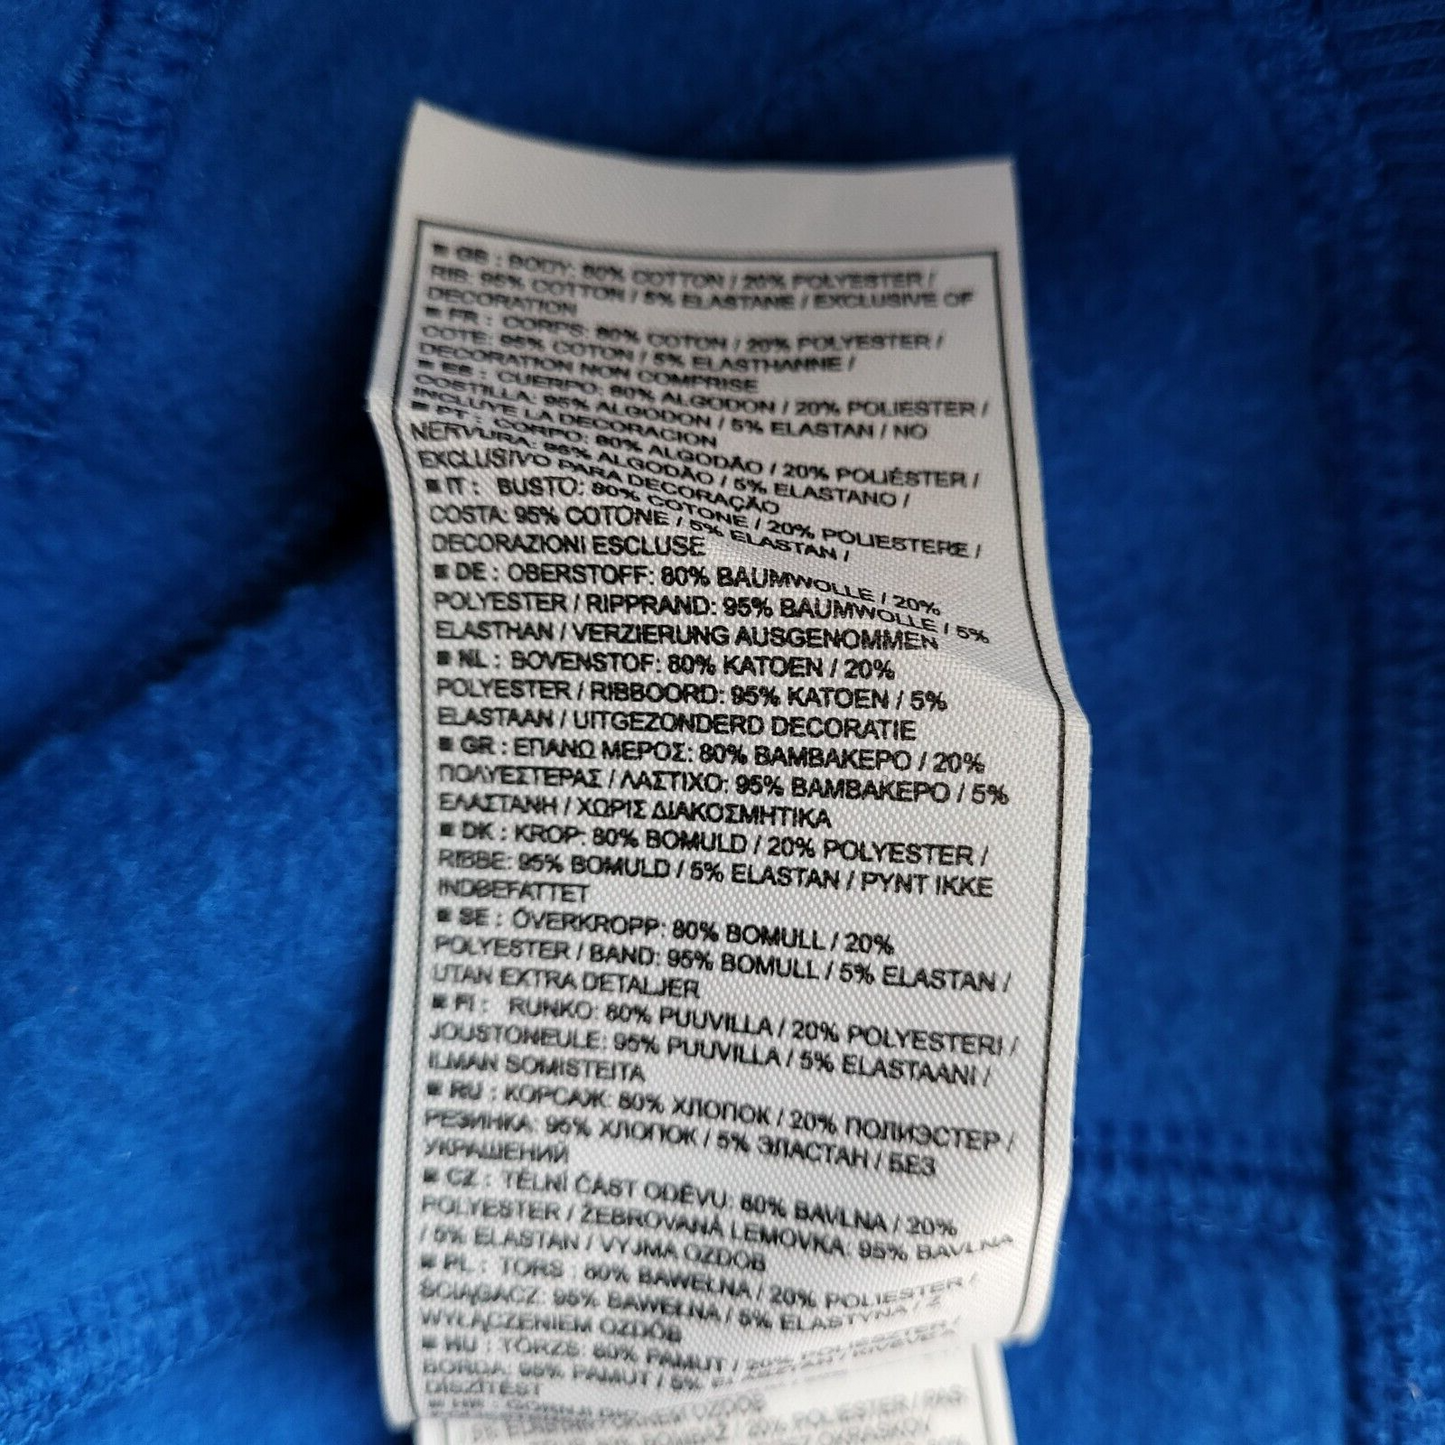 ■ GB : BODY: 80% COTTON / 20% POLYESTER /
RIB: 95% COTTON / 5% ELASTANE / EXCLUSIVE OF
DECORATION
■ FR : CORPS: 80% COTON / 20% POLYESTER /
COTE: 95% COTON / 5% ELASTHANNE /
DECORATION NON COMPRISE
■ ES : CUERPO: 80% ALGODON / 20% POLIESTER /
COSTILLA: 95% ALGODON / 5% ELASTAN / NO
INCLUYE LA DECORACION
■ PT : CORPO: 80% ALGODÃO / 20% POLIÉSTER /
NERVURA: 95% ALGODÃO / 5% ELASTANO /
EXCLUSIVO PARA DECORAÇÃO
■ IT : BUSTO: 80% COTONE / 20% POLIESTERE /
COSTA: 95% COTONE / 5% ELASTAN /
DECORAZIONI ESCLUSE
■ DE : OBERSTOFF: 80% BAUMWOLLE / 20%
POLYESTER / RIPPRAND: 95% BAUMWOLLE / 5%
ELASTHAN / VERZIERUNG AUSGENOMMEN
■ NL : BOVENSTOF: 80% KATOEN / 20%
POLYESTER / RIBBOORD: 95% KATOEN / 5%
ELASTAAN / UITGEZONDERD DECORATIE
■ GR : ΕΠΑΝΩ ΜΕΡΟΣ: 80% ΒΑΜΒΑΚΕΡΟ / 20%
ΠΟΛΥΕΣΤΕΡΑΣ / ΛΑΣΤΙΧΟ: 95% ΒΑΜΒΑΚΕΡΟ / 5%
ΕΛΑΣΤΑΝΗ / ΧΩΡΙΣ ΔΙΑΚΟΣΜΗΤΙΚΑ
■ DK : KROP: 80% BOMULD / 20% POLYESTER /
RIBBE: 95% BOMULD / 5% ELASTAN / PYNT IKKE
INDBEFATTET
■ SE : ÖVERKROPP: 80% BOMULL / 20%
POLYESTER / BAND: 95% BOMULL / 5% ELASTAN /
UTAN EXTRA DETALJER
■ FI : RUNKO: 80% PUUVILLA / 20% POLYESTERI /
JOUSTONEULE: 95% PUUVILLA / 5% ELASTAANI /
ILMAN SOMISTEITA
■ RU : КОРСАЖ: 80% ХЛОПОК / 20% ПОЛИЭСТЕР /
РЕЗИНКА: 95% ХЛОПОК / 5% ЭЛАСТАН / БЕЗ
УКРАШЕНИЙ
■ CZ : TĚLNÍ ČÁST ODĚVU: 80% BAVLNA / 20%
POLYESTER / ŽEBROVANÁ LEMOVKA: 95% BAVLNA
/ 5% ELASTAN / VYJMA OZDOB
■ PL : TORS : 80% BAWEŁNA / 20% POLIESTER /
ŚCIĄGACZ: 95% BAWEŁNA / 5% ELASTYNA / Z
WYŁĄCZENIEM OZDÓB
■ HU : TÖRZS: 80% PAMUT / 20% POLIÉSZTER /
BORDA: 95% PAMUT / 5%
DÍSZÍTÉST
OZDOB
20% POLYESTER / PAS:
OKRASKOV